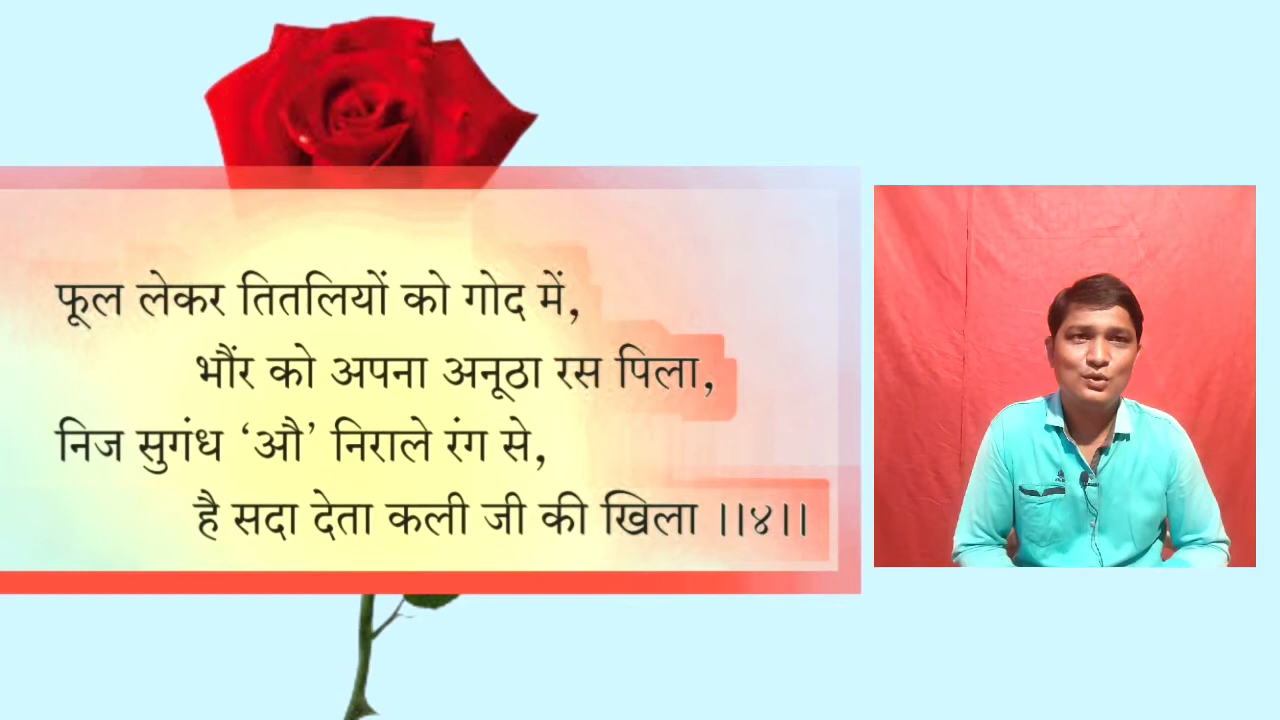 फूल लेकर तितलियों को गोद में,
भौंर को अपना अनूठा रस पिला,
निज सुगंध ‘औ’ निराले रंग से,
है सदा देता कली जी की खिला ।।४।।